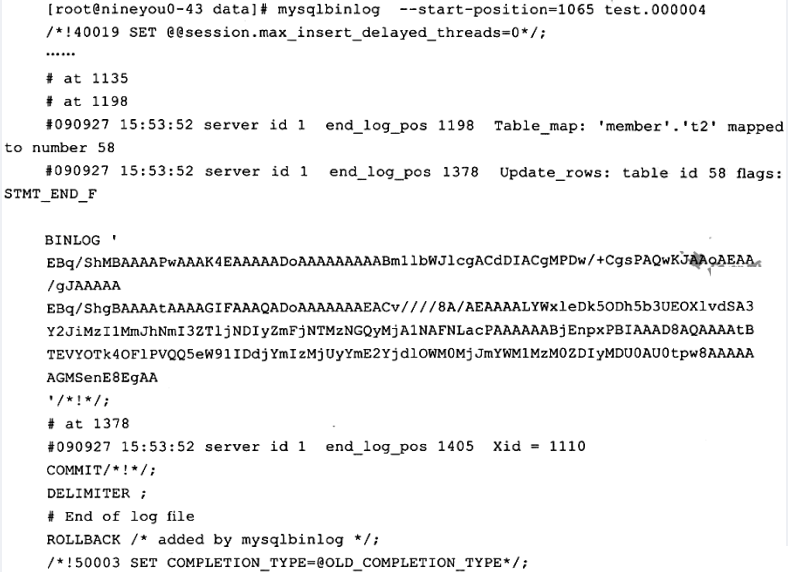 [root@nineyou0-43 data]# mysqlbinlog  --start-position=1065 test.000004
/*!40019 SET @@session.max_insert_delayed_threads=0*/;
……
# at 1135
# at 1198
#090927 15:53:52 server id 1  end_log_pos 1198  Table_map: 'member'.'t2' mapped
to number 58
#090927 15:53:52 server id 1  end_log_pos 1378  Update_rows: table id 58 flags:
STMT_END_F
BINLOG '
EBq/ShMBAAAAPwAAAK4EAAAAADoAAAAAAAAABm1lbWJlcgACdDIACgMPDw/+CgsPAQwKJAAoAEAA
/gJAAAAA
EBq/ShgBAAAAtAAAAGIFAAAQADoAAAAAAAEACv////8A/AEAAAALYWxleDk5ODh5b3UEOXlvdSA3
Y2JiMzI1MmJhNmI3ZTljNDIyZmFjNTMzNGQyMjA1NAFNLacPAAAAAABjEnpxPBIAAAD8AQAAAAtB
TEVYOTk4OFlPVQQ5eW91IDdjYmIzMjUyYmE2YjdlOWM0MjJmYWM1MzM0ZDIyMDU0AU0tpw8AAAAA
AGMSenE8EgAA
'/*!*/;
# at 1378
#090927 15:53:52 server id 1  end_log_pos 1405  Xid = 1110
COMMIT/*!*/;
DELIMITER ;
# End of log file
ROLLBACK /* added by mysqlbinlog */;
/*!50003 SET COMPLETION_TYPE=@OLD_COMPLETION_TYPE*/;